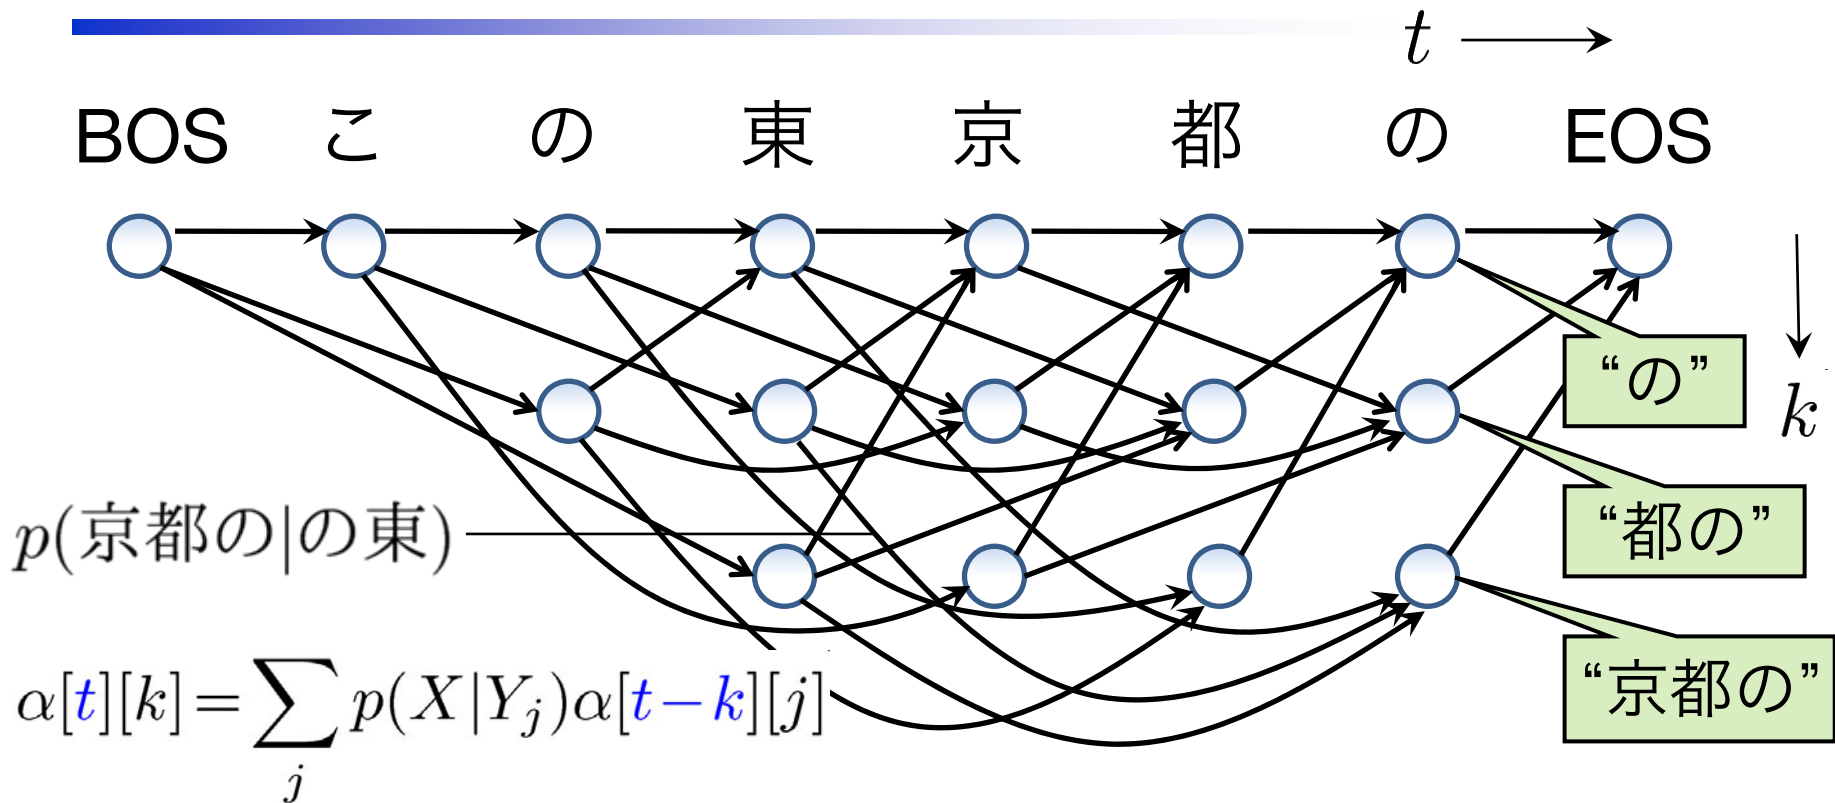 t
BOS こ の 東 京 都 の EOS
“の”
k
“都の”
p(京都の|の東)
“京都の”
α[t][k]=∑p(X|Y_j)α[t−k][j]
j